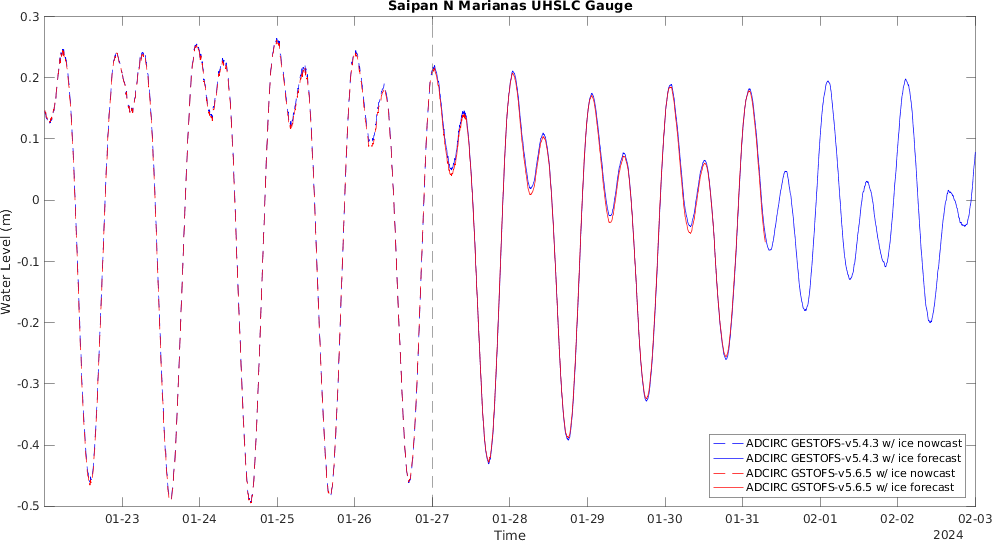 Saipan N Marianas UHSLC Gauge
0.3
0.2
0.1
0
-0.1
-0.2
-0.3
-0.4
-0.5
Water Level (m)
ADCIRC GESTOFS-v5.4.3 w/ ice nowcast
ADCIRC GESTOFS-v5.4.3 w/ ice forecast
ADCIRC GSTOFS-v5.6.5 w/ ice nowcast
ADCIRC GSTOFS-v5.6.5 w/ ice forecast
01-23 01-24 01-25 01-26 01-27 01-28 01-29 01-30 01-31 02-01 02-02 02-03
Time
2024